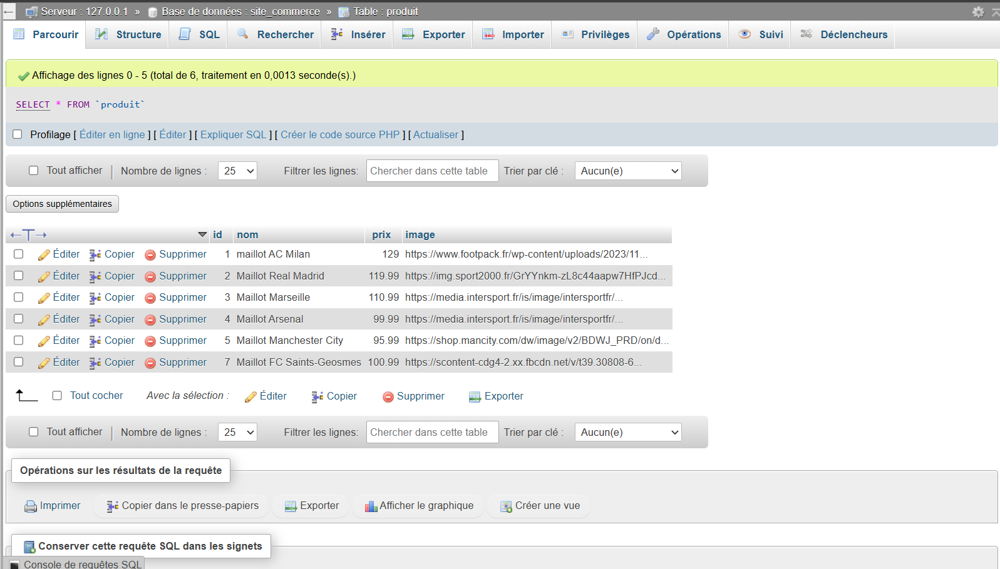 Serveur : 127.0.0.1 » Base de données : site_commerce » Table : produit
Parcourir Structure SQL Rechercher Insérer Exporter Importer Privilèges Opérations Suivi Déclencheurs
Affichage des lignes 0 - 5 (total de 6, traitement en 0,0013 seconde(s).)
SELECT * FROM `produit`
Profilage [ Éditer en ligne ] [ Éditer ] [ Expliquer SQL ] [ Créer le code source PHP ] [ Actualiser ]
Tout afficher | Nombre de lignes : 25 Filtrer les lignes: Chercher dans cette table Trier par clé : Aucun(e)
Options supplémentaires
←T→ id nom prix image
Éditer Copier Supprimer 1 maillot AC Milan 129 https://www.footpack.fr/wp-content/uploads/2023/11...
Éditer Copier Supprimer 2 Maillot Real Madrid 119.99 https://img.sport2000.fr/GrYYnkm-zL8c44aapw7HfPJcd...
Éditer Copier Supprimer 3 Maillot Marseille 110.99 https://media.intersport.fr/is/image/intersportfr/...
Éditer Copier Supprimer 4 Maillot Arsenal 99.99 https://media.intersport.fr/is/image/intersportfr/...
Éditer Copier Supprimer 5 Maillot Manchester City 95.99 https://shop.mancity.com/dw/image/v2/BDWJ_PRD/on/d...
Éditer Copier Supprimer 7 Maillot FC Saints-Geosmes 100.99 https://scontent-cdg4-2.xx.fbcdn.net/v/t39.30808-6...
Tout cocher Avec la sélection : Éditer Copier Supprimer Exporter
Tout afficher | Nombre de lignes : 25 Filtrer les lignes: Chercher dans cette table Trier par clé : Aucun(e)
Opérations sur les résultats de la requête
Imprimer Copier dans le presse-papiers Exporter Afficher le graphique Créer une vue
Conserver cette requête SQL dans les signets
Console de requêtes SQL